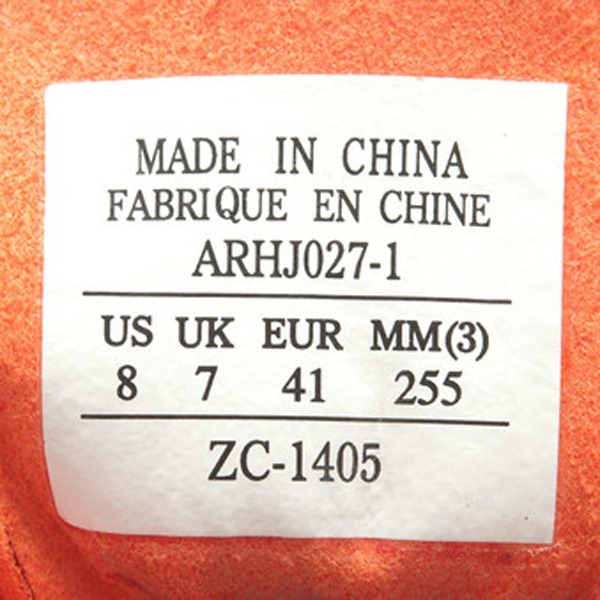 MADE IN CHINA
FABRIQUE EN CHINE
ARHJ027-1
US UK EUR MM(3)
8 7 41 255
ZC-1405